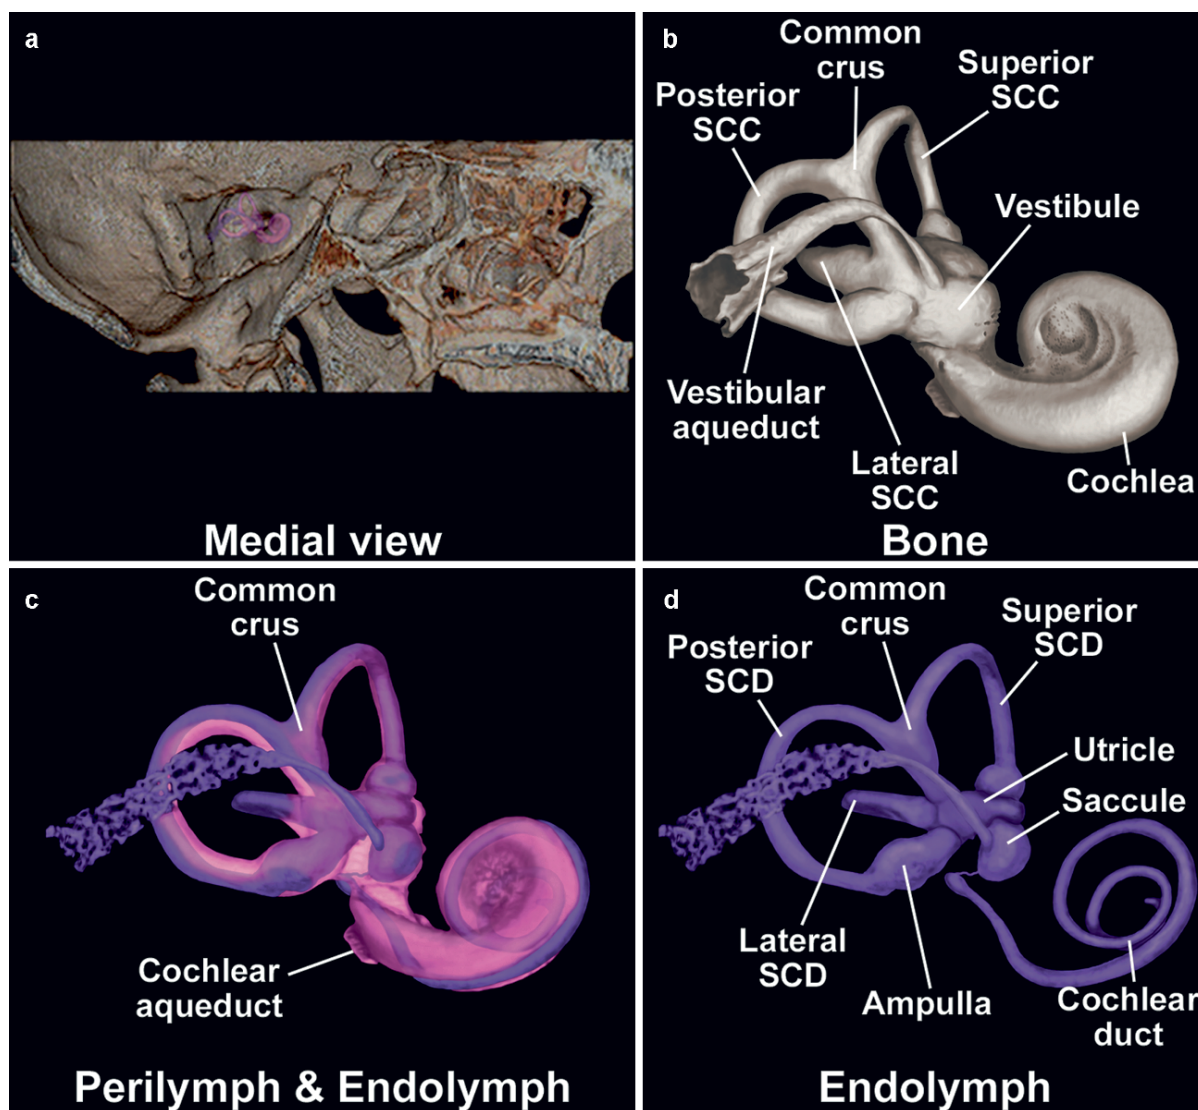 a
Medial view
b
Common
crus
Superior
SCC
Posterior
SCC
Vestibule
Vestibular
aqueduct
Lateral
SCC
Cochlea
Bone
c
Common
crus
Cochlear
aqueduct
Perilymph & Endolymph
d
Common
crus
Superior
SCD
Posterior
SCD
Utricle
Saccule
Lateral
SCD
Ampulla
Cochlear
duct
Endolymph